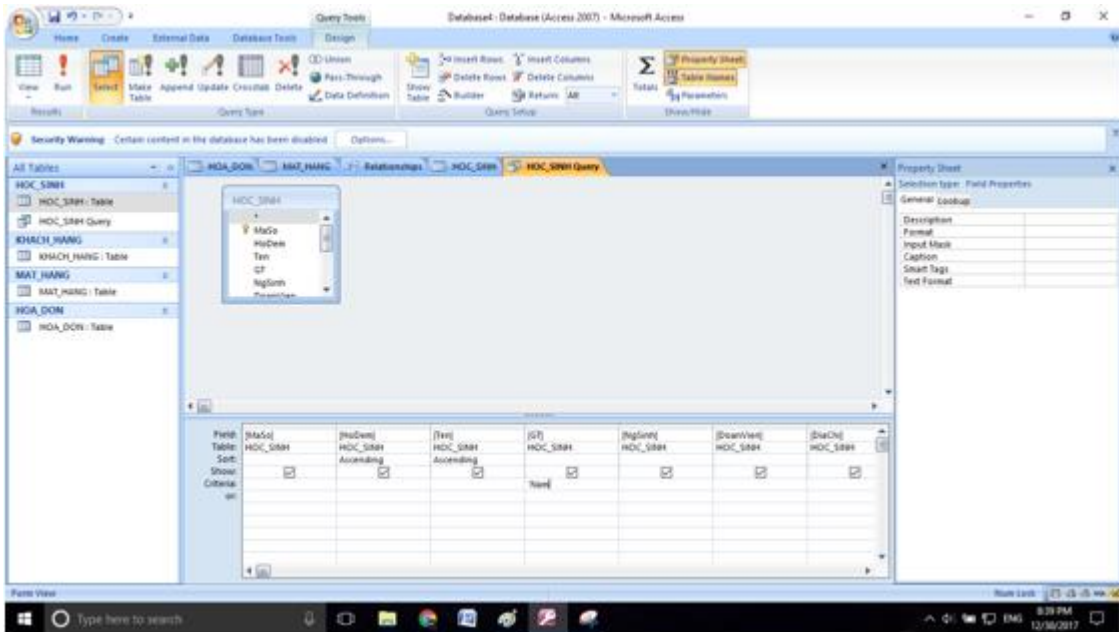 Query Tools
Database4 : Database (Access 2007) - Microsoft Access
Home Create External Data Database Tools Design
View
Run
Select
Make Table
Append
Update
Crosstab
Delete
Union
Pass-Through
Data Definition
Show Table
Insert Rows
Delete Rows
Builder
Insert Columns
Delete Columns
Return: All
Totals
Property Sheet
Table Names
Parameters
Results
Query Type
Query Setup
Show/Hide
Security Warning Certain content in the database has been disabled Options...
All Tables
HOC_SINH
HOC_SINH : Table
HOC_SINH Query
KHACH_HANG
KHACH_HANG : Table
MAT_HANG
MAT_HANG : Table
HOA_DON
HOA_DON : Table
HOA_DON MAT_HANG Relationships HOC_SINH HOC_SINH Query
HOC_SINH
*
MaSo
HoDem
Ten
GT
NgSinh
DoanVien
Property Sheet
Selection type: Field Properties
General Lookup
Description
Format
Input Mask
Caption
Smart Tags
Text Format
Field: [MaSo] [HoDem] [Ten] [GT] [NgSinh] [DoanVien] [DiaChi]
Table: HOC_SINH HOC_SINH HOC_SINH HOC_SINH HOC_SINH HOC_SINH HOC_SINH
Sort: Ascending Ascending
Show:
Criteria:
or:
Form View
Num Lock
Type here to search
ENG
8:39 PM
12/30/2017